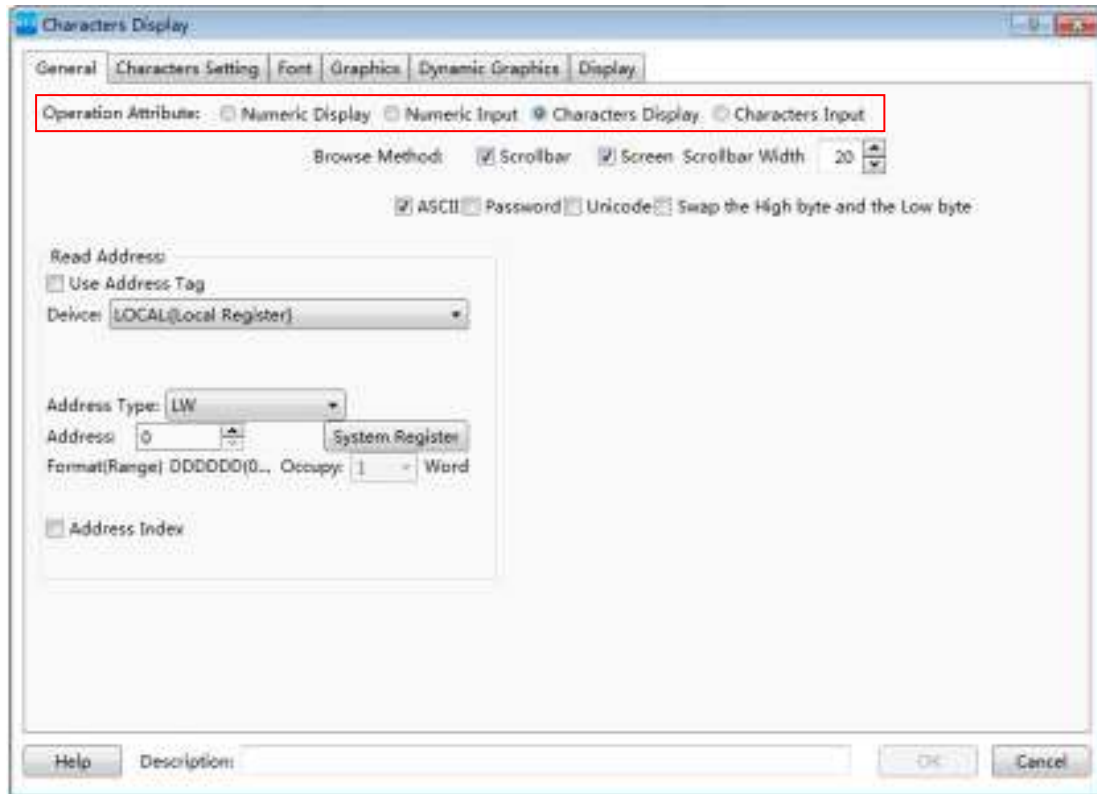 Characters Display
General Characters Setting Font Graphics Dynamic Graphics Display
Operation Attribute: Numeric Display Numeric Input Characters Display Characters Input
Browse Method: Scrollbar Screen Scrollbar Width 20
ASCII Password Unicode Swap the High byte and the Low byte
Read Address:
Use Address Tag
Deivce: LOCAL(Local Register)
Address Type: LW
Address: 0 System Register
Format(Range) DDDDDD(0... Occupy: 1 Word
Address Index
Help Description: OK Cancel